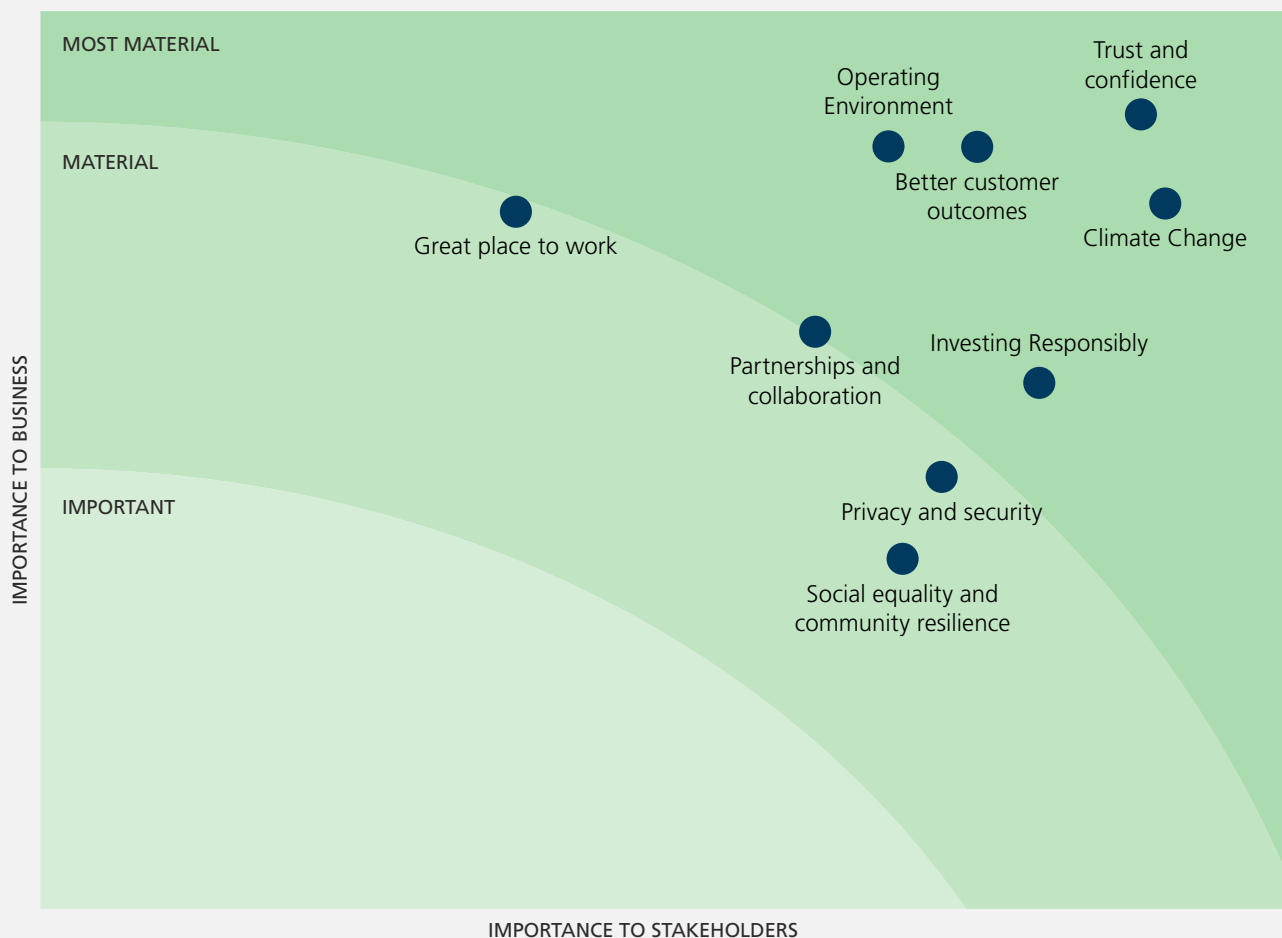 MOST MATERIAL
Trust and
confidence
Operating
Environment
MATERIAL
Better customer
outcomes
Climate Change
Great place to work
Investing Responsibly
Partnerships and
collaboration
IMPORTANT
Privacy and security
Social equality and
community resilience
IMPORTANCE TO BUSINESS
IMPORTANCE TO STAKEHOLDERS